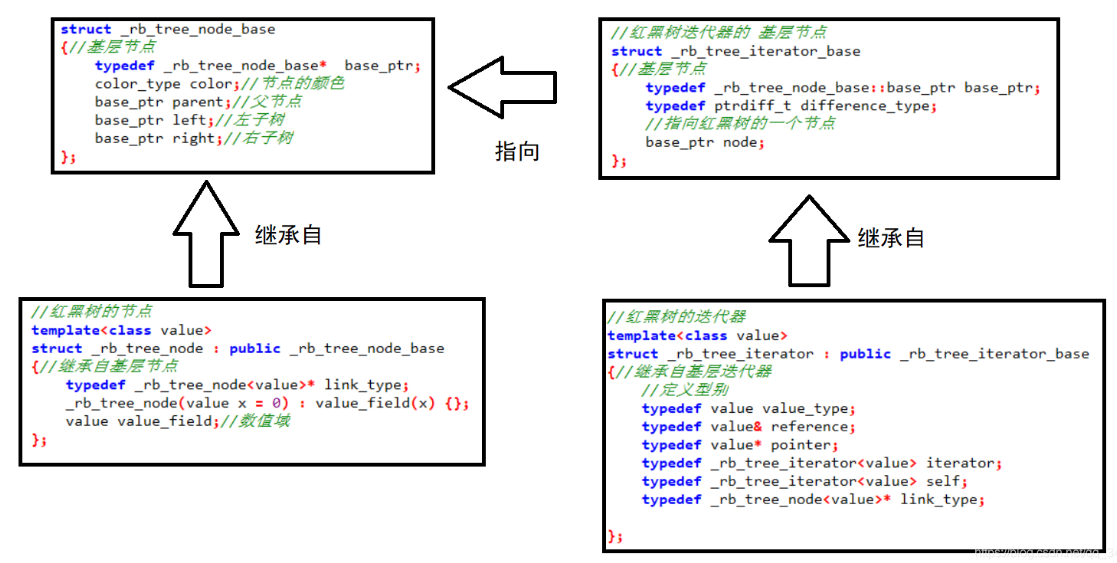 struct _rb_tree_node_base
{//基层节点
typedef _rb_tree_node_base* base_ptr;
color_type color;//节点的颜色
base_ptr parent;//父节点
base_ptr left;//左子树
base_ptr right;//右子树
};
指向
//红黑树迭代器的 基层节点
struct _rb_tree_iterator_base
{//基层节点
typedef _rb_tree_node_base::base_ptr base_ptr;
typedef ptrdiff_t difference_type;
//指向红黑树的一个节点
base_ptr node;
};
继承自
继承自
//红黑树的节点
template<class value>
struct _rb_tree_node : public _rb_tree_node_base
{//继承自基层节点
typedef _rb_tree_node<value>* link_type;
_rb_tree_node(value x = 0) : value_field(x) {};
value value_field;//数值域
};
//红黑树的迭代器
template<class value>
struct _rb_tree_iterator : public _rb_tree_iterator_base
{//继承自基层迭代器
//定义型别
typedef value value_type;
typedef value& reference;
typedef value* pointer;
typedef _rb_tree_iterator<value> iterator;
typedef _rb_tree_iterator<value> self;
typedef _rb_tree_node<value>* link_type;
};